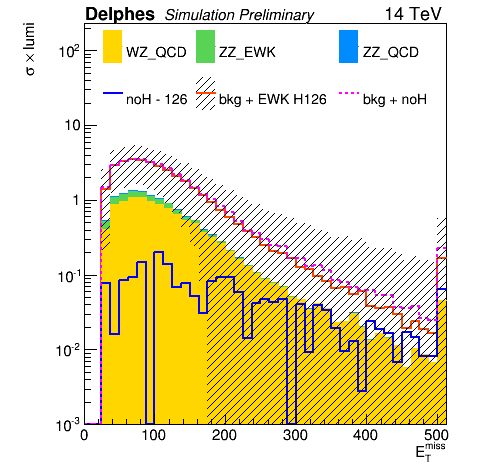 Delphes Simulation Preliminary 14 TeV
σ × lumi
WZ_QCD ZZ_EWK ZZ_QCD
noH - 126 bkg + EWK H126 bkg + noH
10²
10
1
10⁻¹
10⁻²
10⁻³
0 100 200 300 400 500
E_T^miss